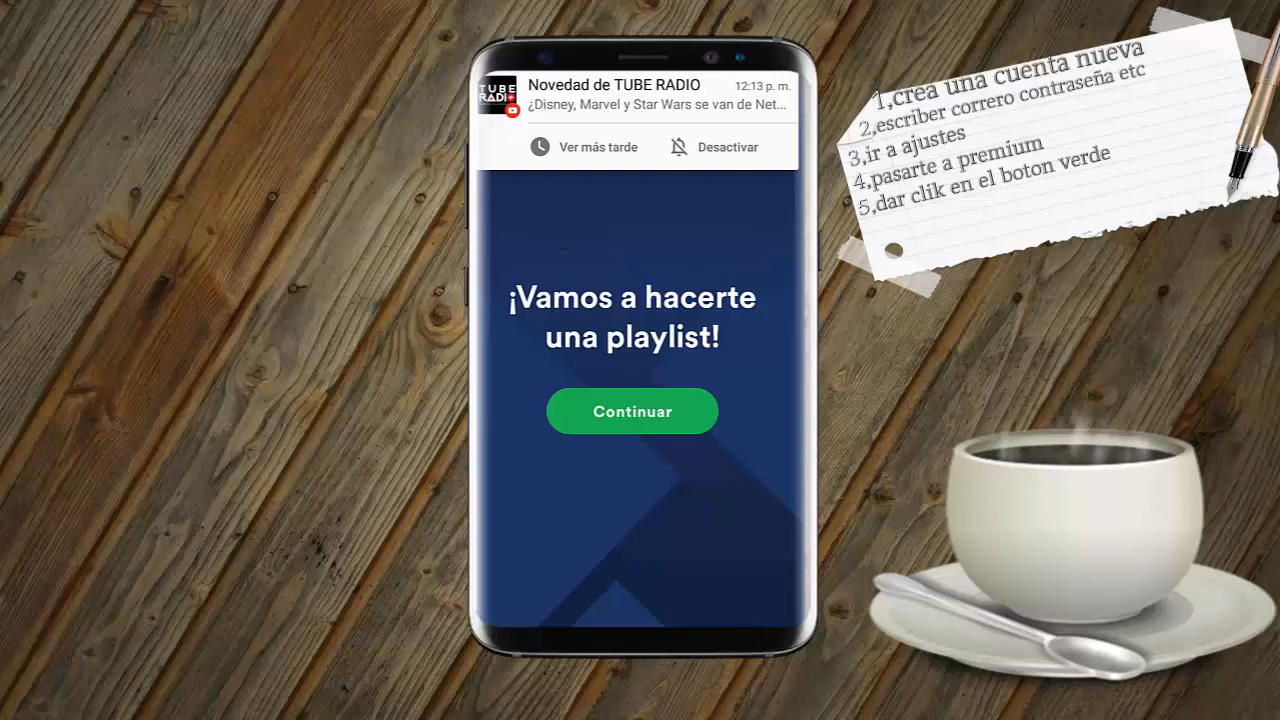 TUBE
RADIO
Novedad de TUBE RADIO
12:13 p. m.
¿Disney, Marvel y Star Wars se van de Net...
Ver más tarde
Desactivar
¡Vamos a hacerte
una playlist!
Continuar
1,crea una cuenta nueva
2,escriber correro contraseña etc
3,ir a ajustes
4,pasarte a premium
5,dar clik en el boton verde